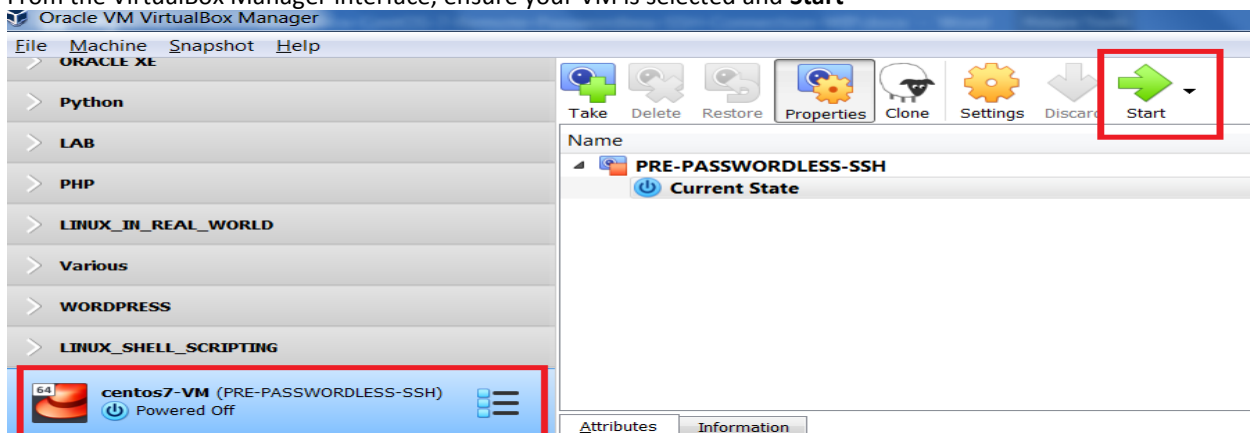 From the VirtualBox Manager interface, ensure your VM is selected and Start
Oracle VM VirtualBox Manager
File Machine Snapshot Help
ORACLE XE
Python
LAB
PHP
LINUX_IN_REAL_WORLD
Various
WORDPRESS
LINUX_SHELL_SCRIPTING
64
centos7-VM (PRE-PASSWORDLESS-SSH)
Powered Off
Take Delete Restore Properties Clone Settings Discard Start
Name
PRE-PASSWORDLESS-SSH
Current State
Attributes Information